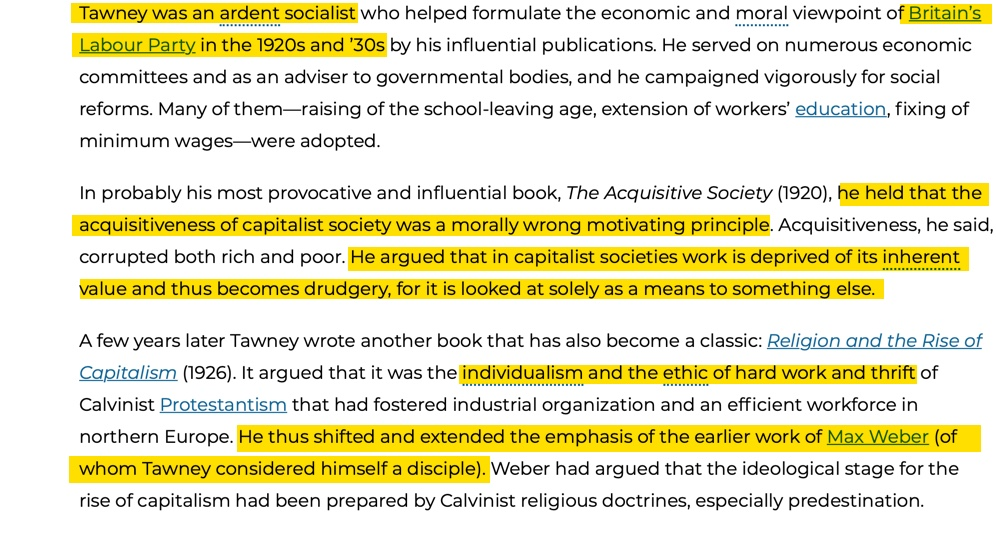 Tawney was an ardent socialist who helped formulate the economic and moral viewpoint of Britain’s
Labour Party in the 1920s and ’30s by his influential publications. He served on numerous economic
committees and as an adviser to governmental bodies, and he campaigned vigorously for social
reforms. Many of them—raising of the school-leaving age, extension of workers’ education, fixing of
minimum wages—were adopted.
In probably his most provocative and influential book, The Acquisitive Society (1920), he held that the
acquisitiveness of capitalist society was a morally wrong motivating principle. Acquisitiveness, he said,
corrupted both rich and poor. He argued that in capitalist societies work is deprived of its inherent
value and thus becomes drudgery, for it is looked at solely as a means to something else.
A few years later Tawney wrote another book that has also become a classic: Religion and the Rise of
Capitalism (1926). It argued that it was the individualism and the ethic of hard work and thrift of
Calvinist Protestantism that had fostered industrial organization and an efficient workforce in
northern Europe. He thus shifted and extended the emphasis of the earlier work of Max Weber (of
whom Tawney considered himself a disciple). Weber had argued that the ideological stage for the
rise of capitalism had been prepared by Calvinist religious doctrines, especially predestination.